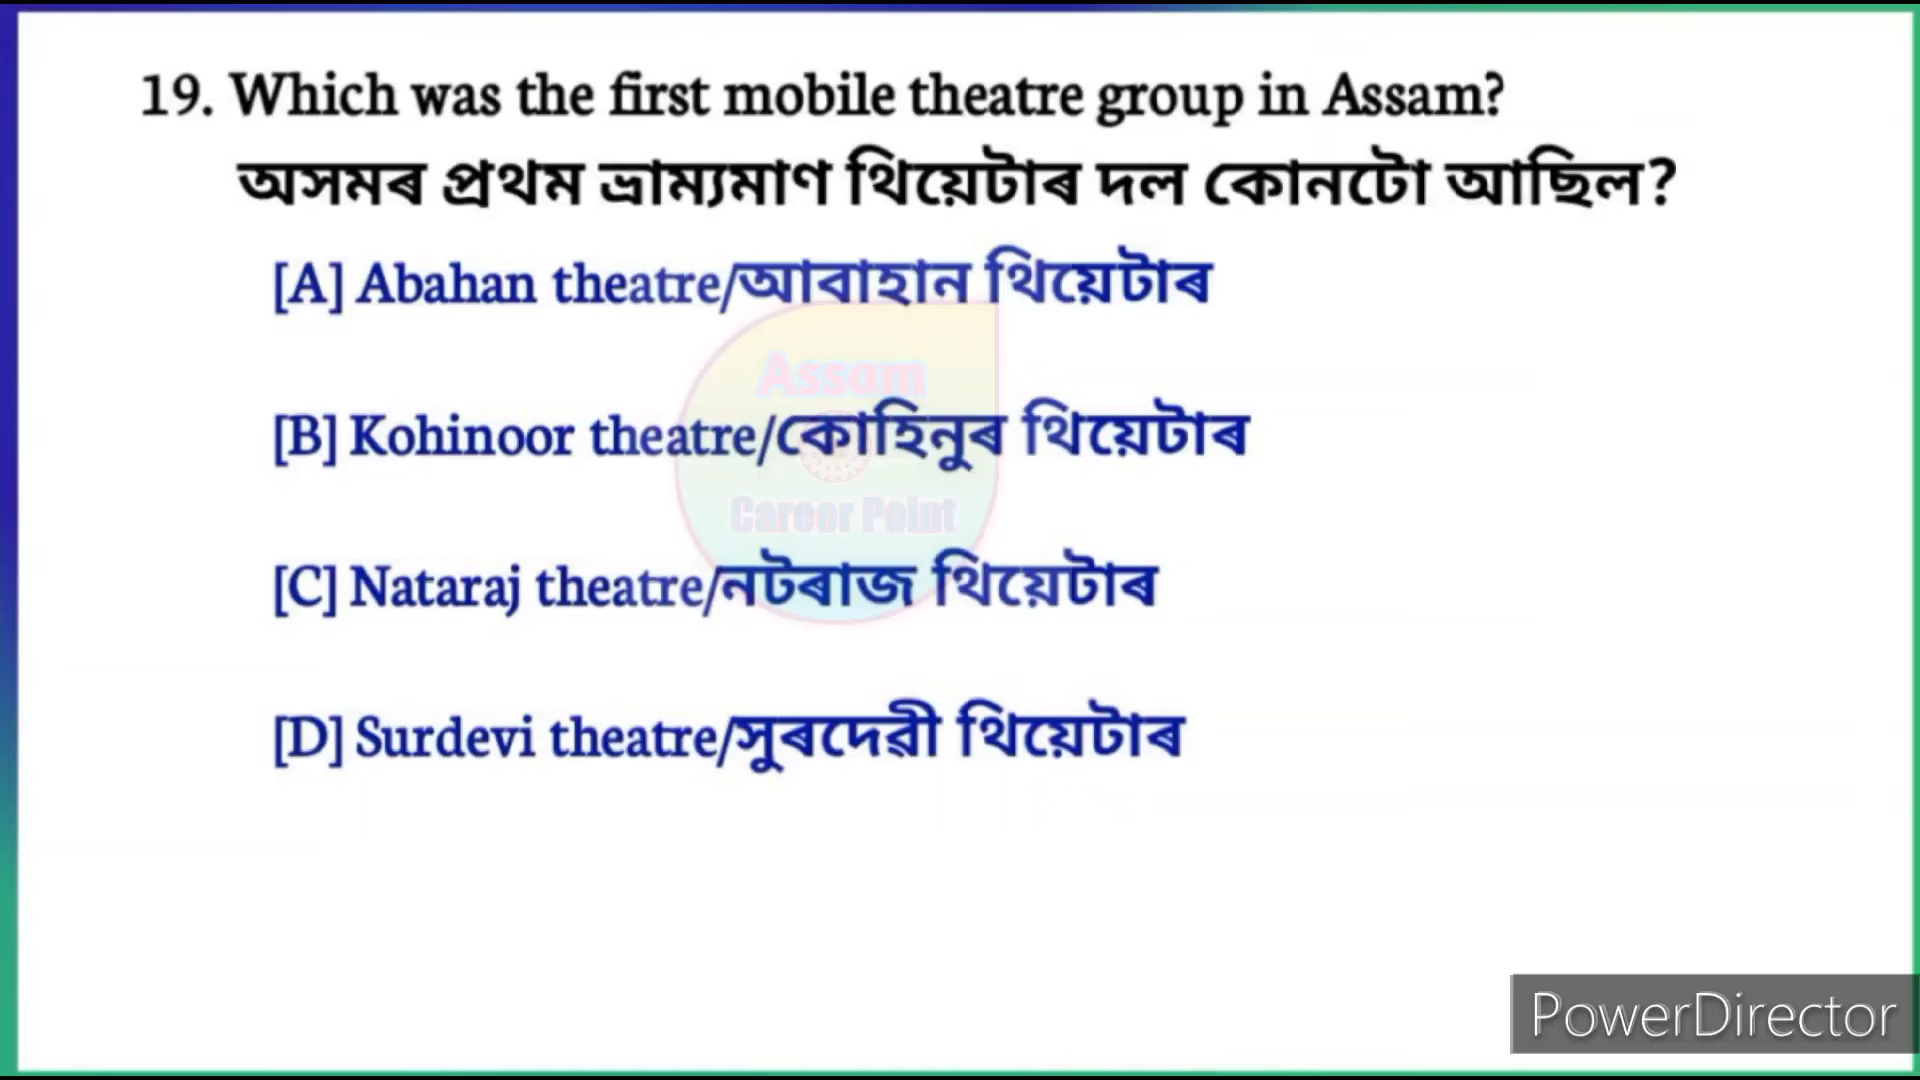 19. Which was the first mobile theatre group in Assam?
অসমৰ প্ৰথম ভ্ৰাম্যমাণ থিয়েটাৰ দল কোনটো আছিল?
[A] Abahan theatre/আবাহান থিয়েটাৰ
Assam
[B] Kohinoor theatre/কোহিনুৰ থিয়েটাৰ
Career Point
[C] Nataraj theatre/নটৰাজ থিয়েটাৰ
[D] Surdevi theatre/সুৰদেৱী থিয়েটাৰ
PowerDirector